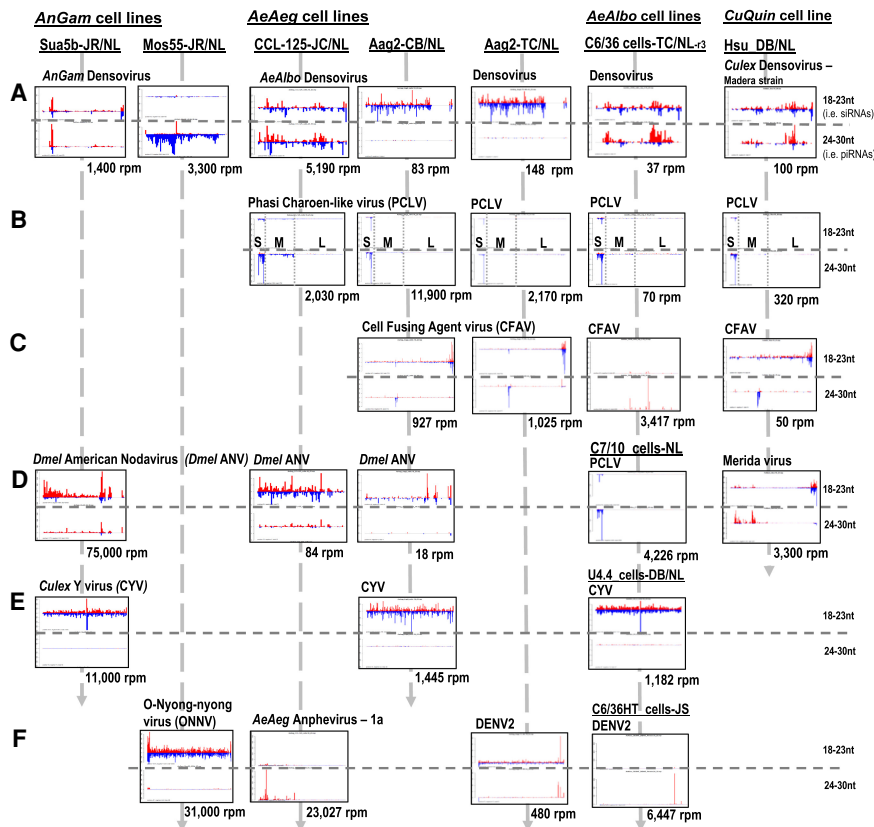 AnGam cell lines
AeAeg cell lines
AeAlbo cell lines
CuQuin cell line
Sua5b-JR/NL
Mos55-JR/NL
CCL-125-JC/NL
Aag2-CB/NL
Aag2-TC/NL
C6/36 cells-TC/NL-r3
Hsu_DB/NL
A
AnGam Densovirus
AeAlbo Densovirus
Densovirus
Densovirus
Culex Densovirus –
Madera strain
18-23nt
(i.e. siRNAs)
24-30nt
(i.e. piRNAs)
1,400 rpm
3,300 rpm
5,190 rpm
83 rpm
148 rpm
37 rpm
100 rpm
B
Phasi Charoen-like virus (PCLV)
PCLV
PCLV
PCLV
S M L
S M L
S M L
S M L
S M L
18-23nt
24-30nt
2,030 rpm
11,900 rpm
2,170 rpm
70 rpm
320 rpm
C
Cell Fusing Agent virus (CFAV)
CFAV
CFAV
18-23nt
24-30nt
927 rpm
1,025 rpm
3,417 rpm
50 rpm
D
Dmel American Nodavirus (Dmel ANV)
Dmel ANV
Dmel ANV
C7/10 cells-NL
PCLV
Merida virus
18-23nt
24-30nt
75,000 rpm
84 rpm
18 rpm
4,226 rpm
3,300 rpm
E
Culex Y virus (CYV)
CYV
U4.4 cells-DB/NL
CYV
18-23nt
24-30nt
11,000 rpm
1,445 rpm
1,182 rpm
F
O-Nyong-nyong
virus (ONNV)
AeAeg Anphevirus – 1a
DENV2
C6/36HT cells-JS
DENV2
18-23nt
24-30nt
31,000 rpm
23,027 rpm
480 rpm
6,447 rpm